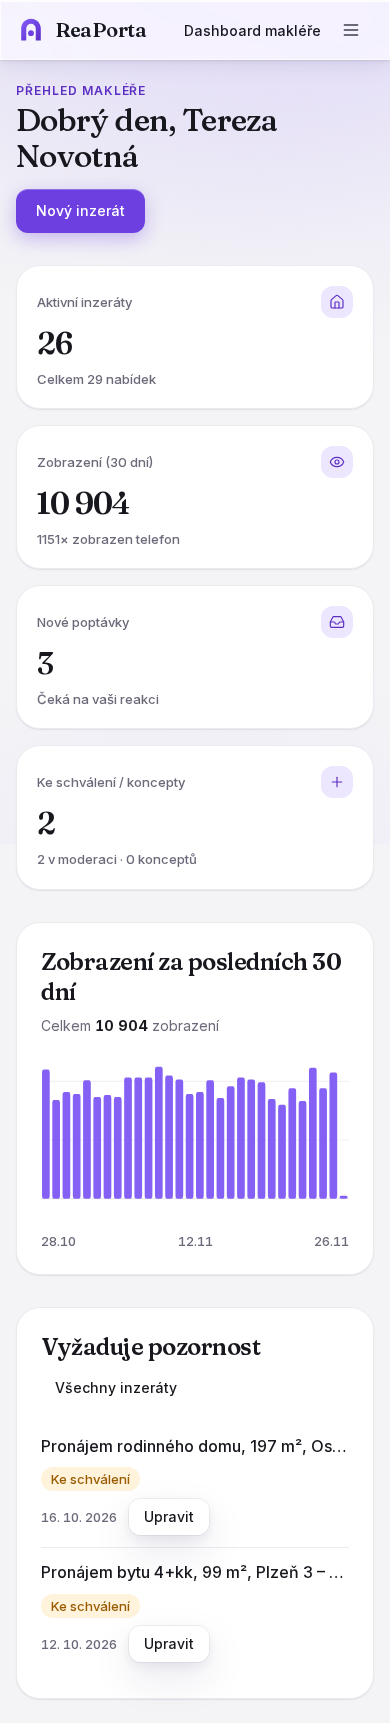 ReaPorta
Dashboard makléře
PŘEHLED MAKLÉŘE
Dobrý den, Tereza
Novotná
Nový inzerát
Aktivní inzeráty
26
Celkem 29 nabídek
Zobrazení (30 dní)
10 904
1151× zobrazen telefon
Nové poptávky
3
Čeká na vaši reakci
Ke schválení / koncepty
2
2 v moderaci · 0 konceptů
Zobrazení za posledních 30
dní
Celkem 10 904 zobrazení
28.10 12.11 26.11
Vyžaduje pozornost
Všechny inzeráty
Pronájem rodinného domu, 197 m², Os…
Ke schválení
16. 10. 2026 Upravit
Pronájem bytu 4+kk, 99 m², Plzeň 3 – …
Ke schválení
12. 10. 2026 Upravit